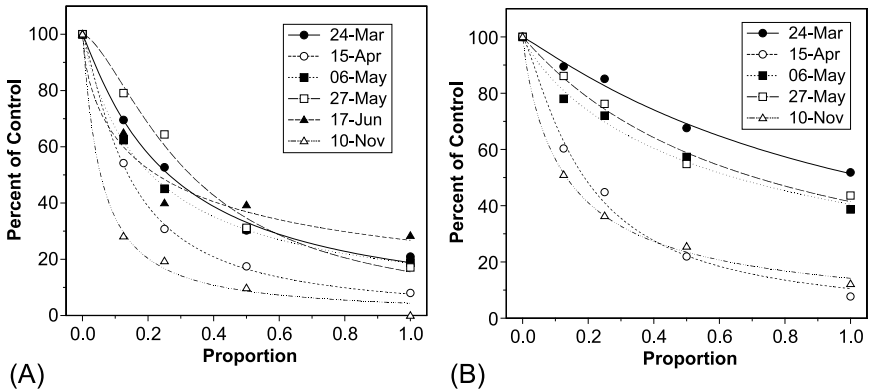 100
80
60
40
20
0
Percent of Control
24-Mar
15-Apr
06-May
27-May
17-Jun
10-Nov
0.0
0.2
0.4
0.6
0.8
1.0
Proportion
(A)
100
80
60
40
20
0
Percent of Control
24-Mar
15-Apr
06-May
27-May
10-Nov
0.0
0.2
0.4
0.6
0.8
1.0
Proportion
(B)